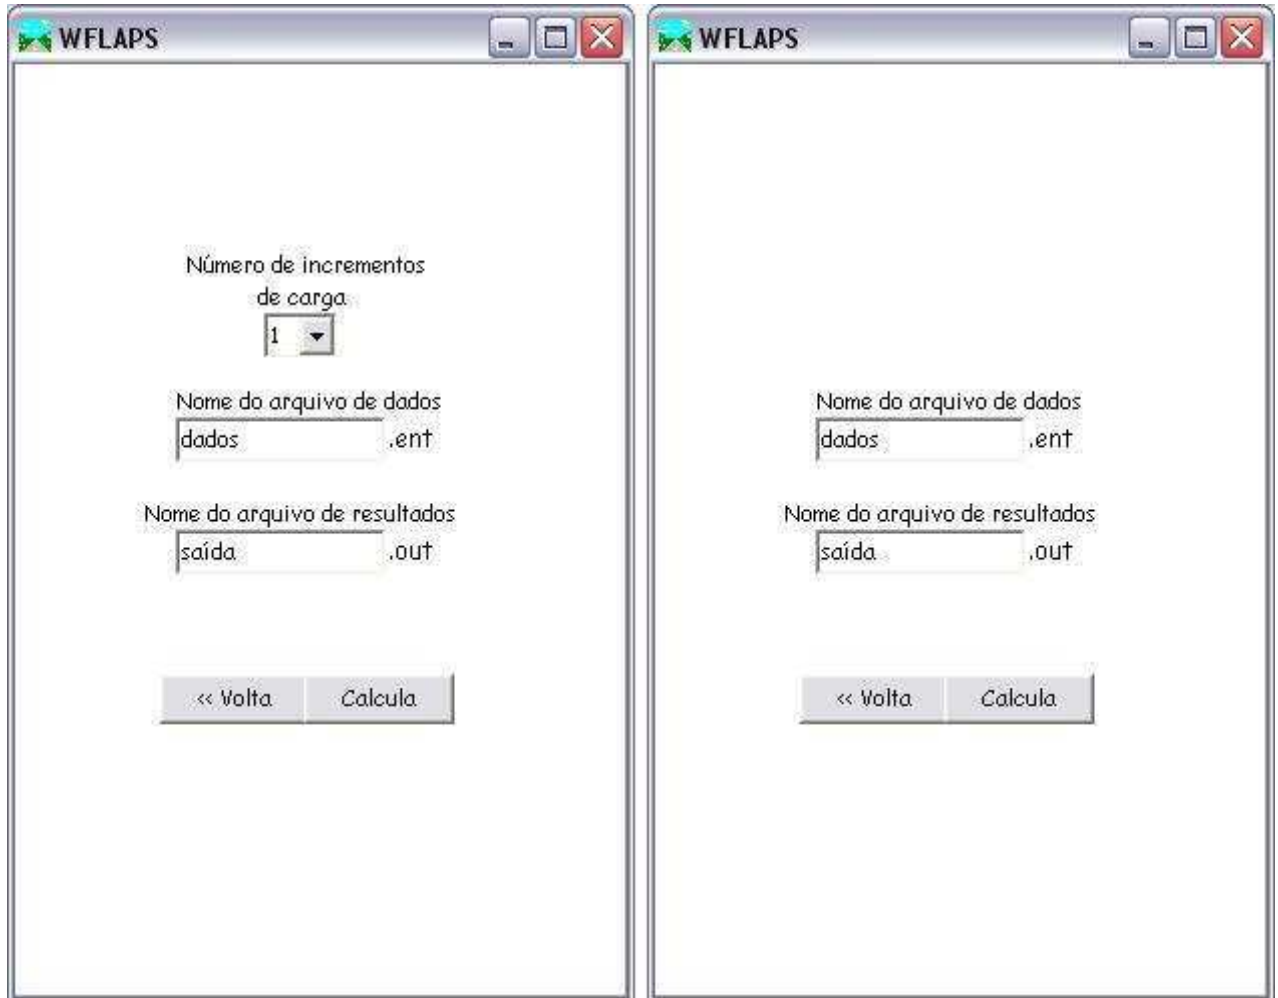 WFLAPS
Número de incrementos
de carga
1
Nome do arquivo de dados
dados .ent
Nome do arquivo de resultados
saída .out
<< Volta Calcula
WFLAPS
Nome do arquivo de dados
dados .ent
Nome do arquivo de resultados
saída .out
<< Volta Calcula